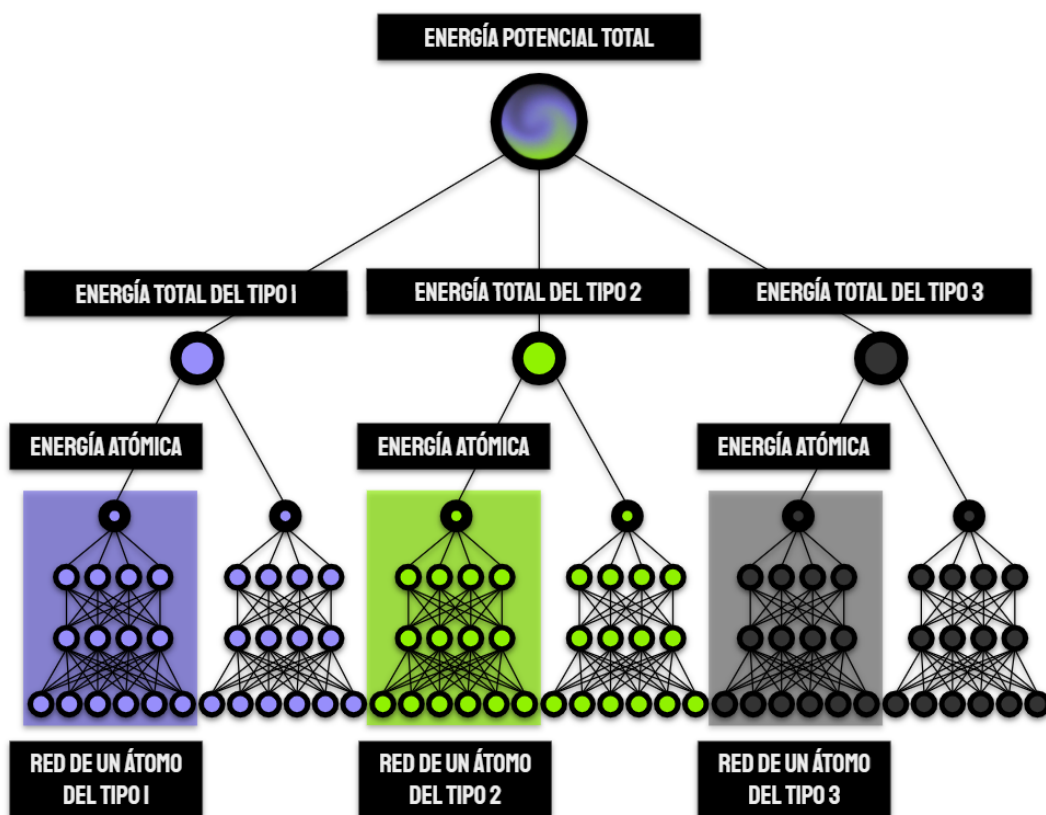 ENERGÍA POTENCIAL TOTAL
ENERGÍA TOTAL DEL TIPO 1
ENERGÍA TOTAL DEL TIPO 2
ENERGÍA TOTAL DEL TIPO 3
ENERGÍA ATÓMICA
ENERGÍA ATÓMICA
ENERGÍA ATÓMICA
RED DE UN ÁTOMO
DEL TIPO 1
RED DE UN ÁTOMO
DEL TIPO 2
RED DE UN ÁTOMO
DEL TIPO 3